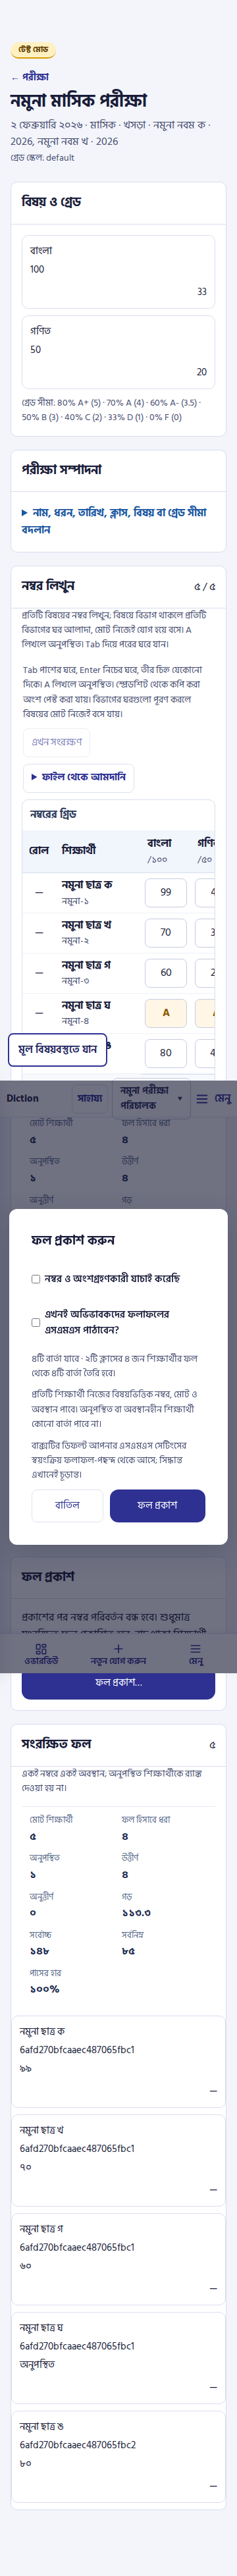 টেস্ট মোড
← পরীক্ষা
নমুনা মাসিক পরীক্ষা
২ ফেব্রুয়ারি ২০২৬ · মাসিক · খসড়া · নমুনা নবম ক ·
2026, নমুনা নবম খ · 2026
গ্রেড স্কেল: default
বিষয় ও গ্রেড
বাংলা
100
33
গণিত
50
20
গ্রেড সীমা: 80% A+ (5) · 70% A (4) · 60% A- (3.5) ·
50% B (3) · 40% C (2) · 33% D (1) · 0% F (0)
পরীক্ষা সম্পাদনা
▶ নাম, ধরন, তারিখ, ক্লাস, বিষয় বা গ্রেড সীমা
বদলান
নম্বর লিখুন
৫ / ৫
প্রতিটি বিষয়ের নম্বর লিখুন; বিষয়ে বিভাগ থাকলে প্রতিটি
বিভাগের ঘর আলাদা, মোট নিজেই যোগ হয়ে বসে। A
লিখলে অনুপস্থিত। Tab দিয়ে পরের ঘরে যান।
Tab পাশের ঘরে, Enter নিচের ঘরে, তীর চিহ্ন যেকোনো
দিকে। A লিখলে অনুপস্থিত। স্প্রেডশিট থেকে কপি করা
অংশ পেস্ট করা যায়। বিভাগের ঘরগুলো পূরণ করলে
বিষয়ের মোট নিজেই বসে যায়।
এখন সংরক্ষণ
▶ ফাইল থেকে আমদানি
নম্বরের গ্রিড
রোল শিক্ষার্থী বাংলা /১০০ /৫০
— নমুনা ছাত্র ক 99
নমুনা-১
— নমুনা ছাত্র খ 70
নমুনা-২
— নমুনা ছাত্র গ 60
নমুনা-৩
— নমুনা ছাত্র ঘ A
নমুনা-৪
মূল বিষয়বস্তুতে যান
80
Diction
সাহায্য
নমুনা পরীক্ষা
পরিচালক
▾
মেনু
মোট শিক্ষার্থী
হিসাবে ধরা
৫
৪
অনুপস্থিত
উত্তীর্ণ
১
৪
অনুত্তীর্ণ
গড়
ফল প্রকাশ করুন
নম্বর ও অংশগ্রহণকারী যাচাই করেছি
এখনই অভিভাবকদের ফলাফলের
এসএমএস পাঠাবেন?
৪টি বার্তা যাবে · ২টি ক্লাসের ৪ জন শিক্ষার্থীর ফল
থেকে ৪টি বার্তা তৈরি হবে।
প্রতিটি শিক্ষার্থী নিজের বিষয়ভিত্তিক নম্বর, মোট ও
অবস্থান পাবে। অনুপস্থিত বা অবস্থানহীন শিক্ষার্থী
কোনো বার্তা পাবে না।
বাক্সটির ডিফল্ট আপনার এসএমএস সেটিংসের
স্বয়ংক্রিয় ফলাফল-পছন্দ থেকে আসে; সিদ্ধান্ত
এখানেই চূড়ান্ত।
বাতিল
ফল প্রকাশ
ফল প্রকাশ
প্রকাশের পর নম্বর পরিবর্তন বন্ধ হবে। শুধুমাত্র
ওভারভিউ
নতুন যোগ করুন
মেনু
ফল প্রকাশ...
সংরক্ষিত ফল
৫
একই নম্বরে একই অবস্থান; অনুপস্থিত শিক্ষার্থীকে র‍্যাঙ্ক
দেওয়া হয় না।
মোট শিক্ষার্থী
ফল হিসাবে ধরা
৫
৪
অনুপস্থিত
উত্তীর্ণ
১
৪
অনুত্তীর্ণ
গড়
০
১১৩.৩
সর্বোচ্চ
সর্বনিম্ন
১৪৮
৮৫
পাসের হার
১০০%
নমুনা ছাত্র ক
6afd270bfcaaec487065fbc1
৯৯
—
নমুনা ছাত্র খ
6afd270bfcaaec487065fbc1
৭০
—
নমুনা ছাত্র গ
6afd270bfcaaec487065fbc1
৬০
—
নমুনা ছাত্র ঘ
6afd270bfcaaec487065fbc1
অনুপস্থিত
—
নমুনা ছাত্র ঙ
6afd270bfcaaec487065fbc2
৮০
—